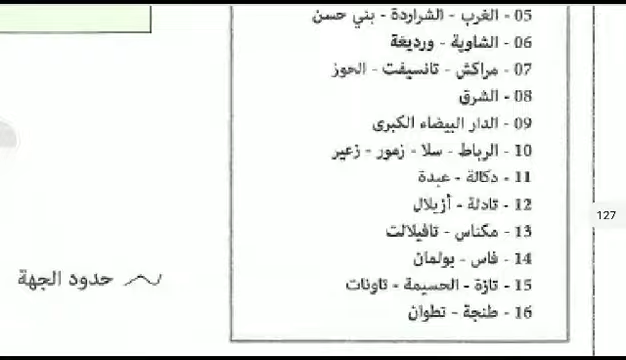 05 - الغرب - الشراردة - بني حسن
06 - الشاوية - ورديغة
07 - مراكش - تانسيفت - الحوز
08 - الشرق
09 - الدار البيضاء الكبرى
10 - الرباط - سلا - زمور - زعير
11 - دكالة - عبدة
12 - تادلة - أزيلال
13 - مكناس - تافيلالت
14 - فاس - بولمان
15 - تازة - الحسيمة - تاونات
16 - طنجة - تطوان
حدود الجهة
127